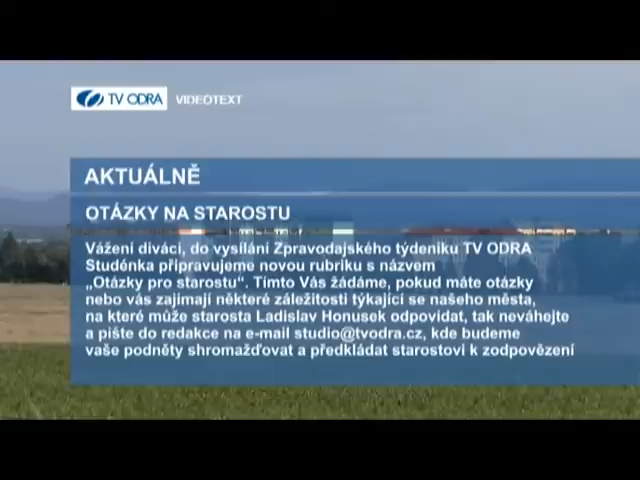 TV ODRA VIDEOTEXT
AKTUÁLNĚ
OTÁZKY NA STAROSTU
Vážení diváci, do vysílání Zpravodajského týdeníku TV ODRA
Studénka připravujeme novou rubriku s názvem
„Otázky pro starostu“. Tímto Vás žádáme, pokud máte otázky
nebo vás zajímají některé záležitosti týkající se našeho města,
na které může starosta Ladislav Honusek odpovídat, tak neváhejte
a pište do redakce na e-mail studio@tvodra.cz, kde budeme
vaše podněty shromažďovat a předkládat starostovi k zodpovězení